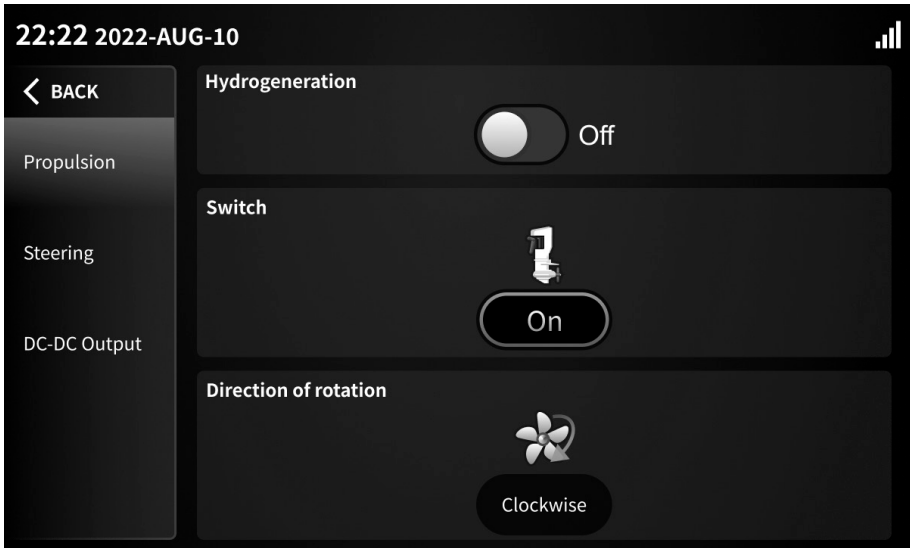 22:22 2022-AUG-10
BACK
Propulsion
Steering
DC-DC Output
Hydrogeneration
Off
Switch
On
Direction of rotation
Clockwise